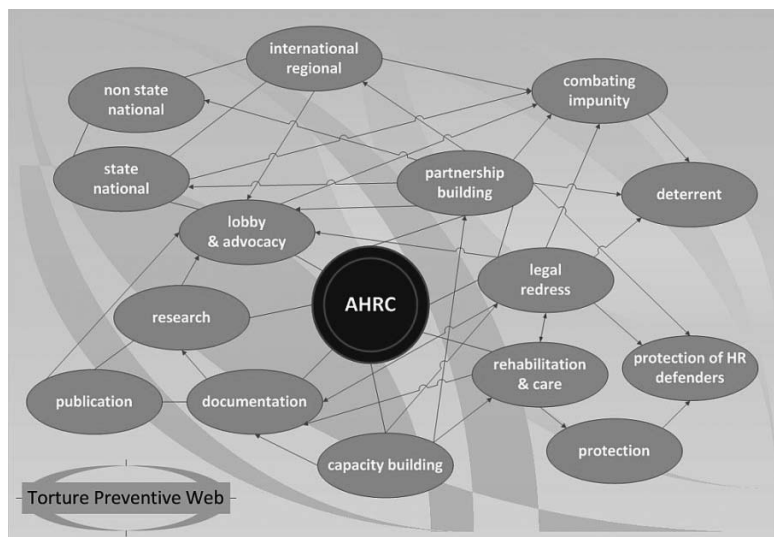 international
regional
combating
impunity
non state
national
state
national
partnership
building
deterrent
lobby
& advocacy
legal
redress
AHRC
research
rehabilitation
& care
protection of HR
defenders
publication
documentation
protection
capacity building
Torture Preventive Web